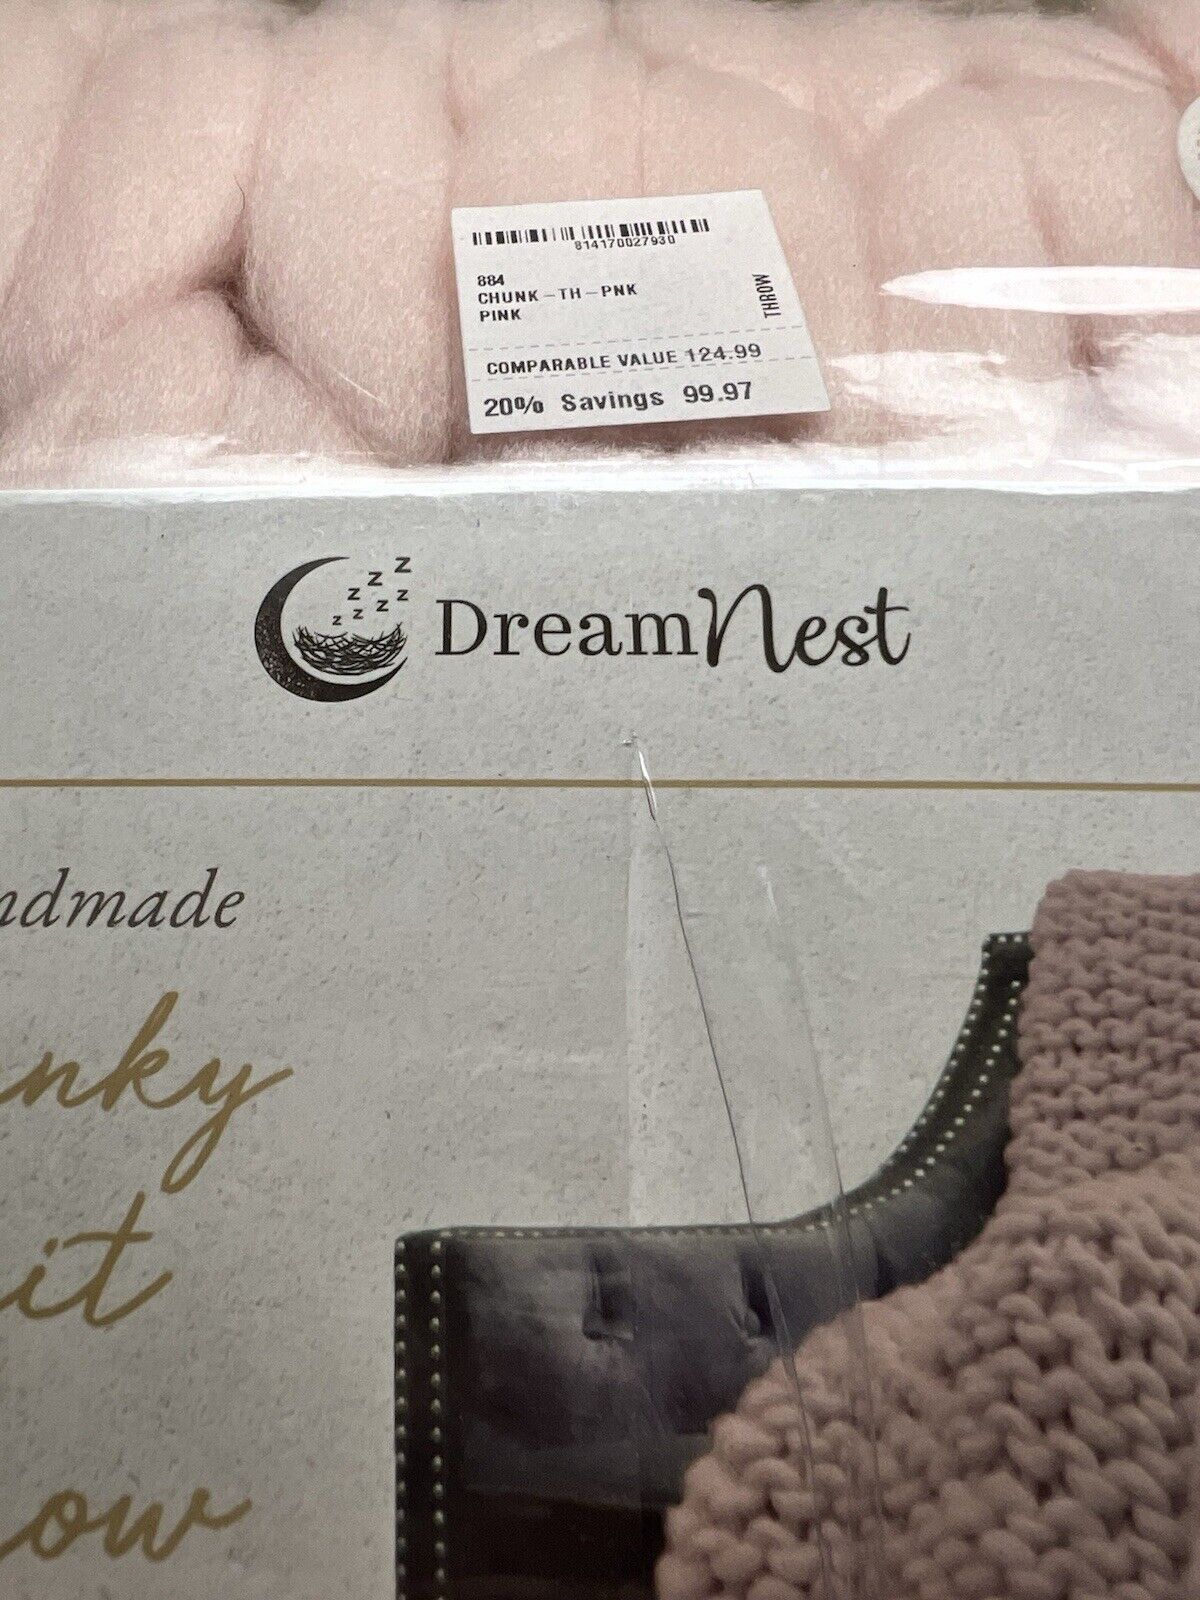 814170027930
884
CHUNK-TH-PNK
PINK
THROW
COMPARABLE VALUE 124.99
20% Savings 99.97
z z z z z z z
DreamNest
ndmade
nky
it
ow